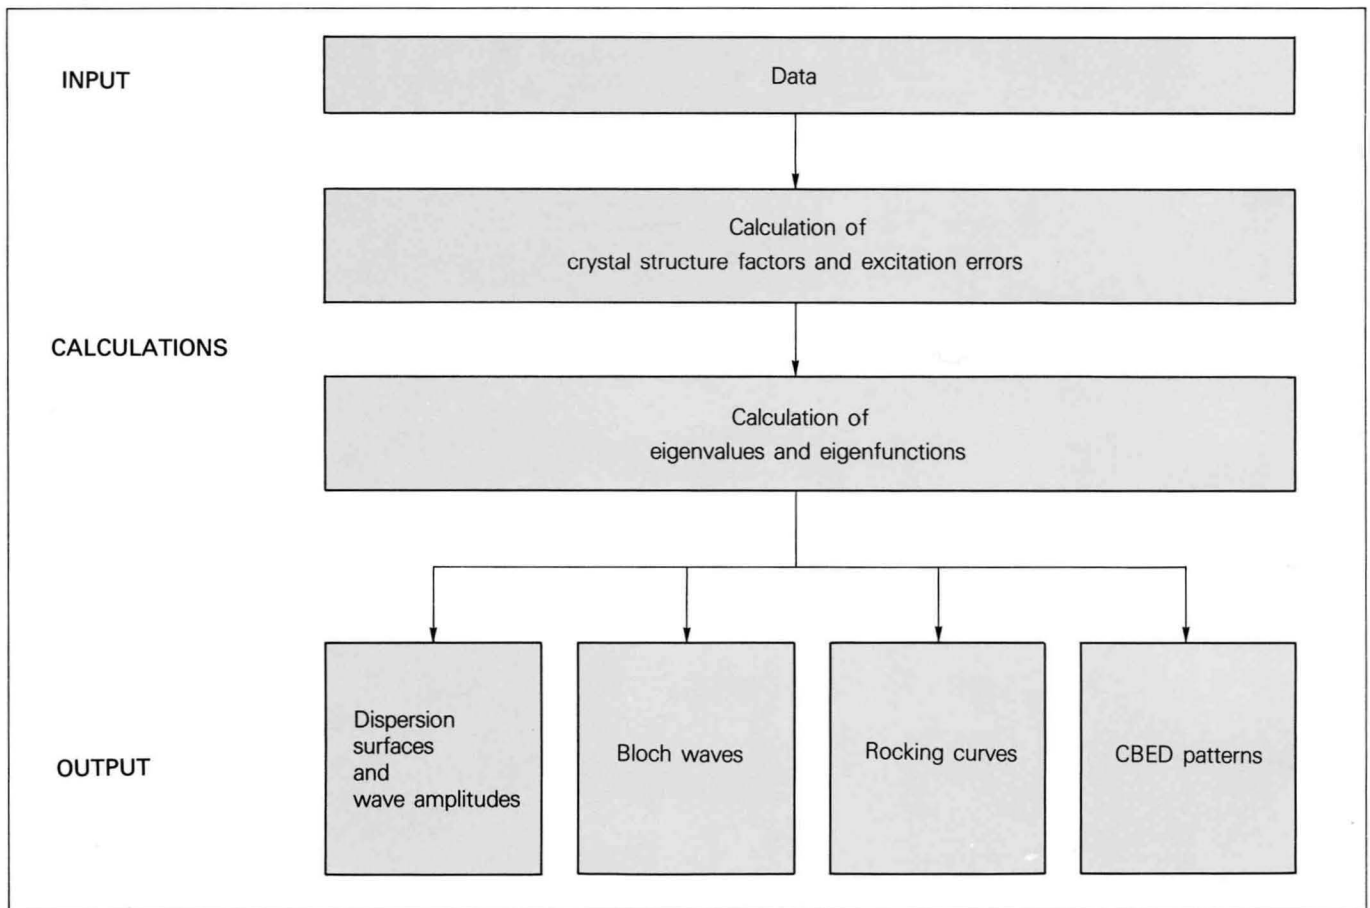 INPUT
Data
Calculation of
crystal structure factors and excitation errors
CALCULATIONS
Calculation of
eigenvalues and eigenfunctions
OUTPUT
Dispersion
surfaces
and
wave amplitudes
Bloch waves
Rocking curves
CBED patterns